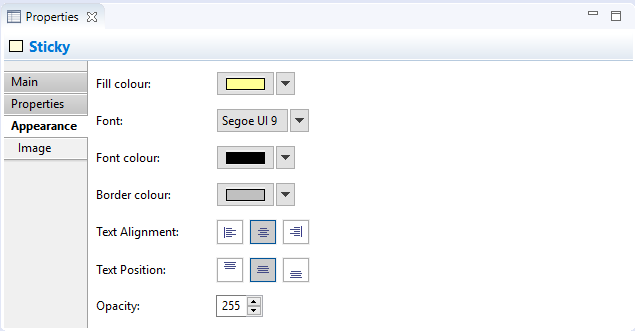 Properties
Sticky
Main
Properties
Appearance
Image
Fill colour:
Font: Segoe UI 9
Font colour:
Border colour:
Text Alignment:
Text Position:
Opacity: 255